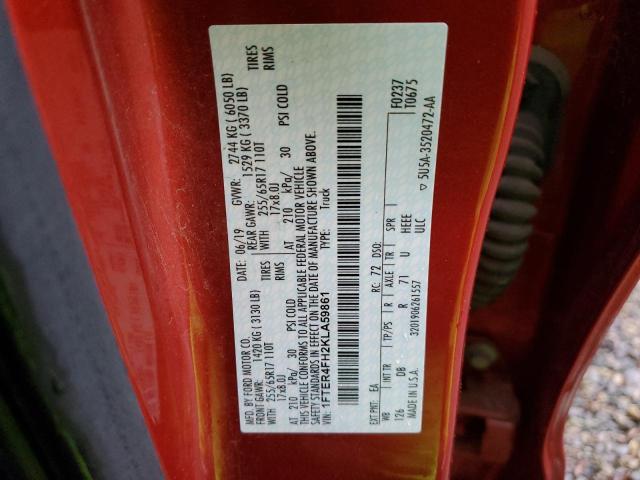 MFD. BY FORD MOTOR CO.
DATE: 06/19 GVWR: 2744 KG ( 6050 LB)
FRONT GAWR: 1420 KG (3130 LB) REAR GAWR: 1529 KG ( 3370 LB)
WITH 255/65R17 110T TIRES WITH 255/65R17 110T TIRES
17x8.0J RIMS 17x8.0J RIMS
AT 210 kPa/ 30 PSI COLD AT 210 kPa/ 30 PSI COLD
THIS VEHICLE CONFORMS TO ALL APPLICABLE FEDERAL MOTOR VEHICLE
SAFETY STANDARDS IN EFFECT ON THE DATE OF MANUFACTURE SHOWN ABOVE.
VIN: 1FTER4FH2KLA59861 TYPE: Truck
F0237
T0675
EXT PNT: EA RC: 72 DSO:
WB INT TR TP/PS R AXLE TR SPR
126 DB R 71 U HEEE
ULC
MADE IN U.S.A. 3201906261557 5U5A-3520472-AA